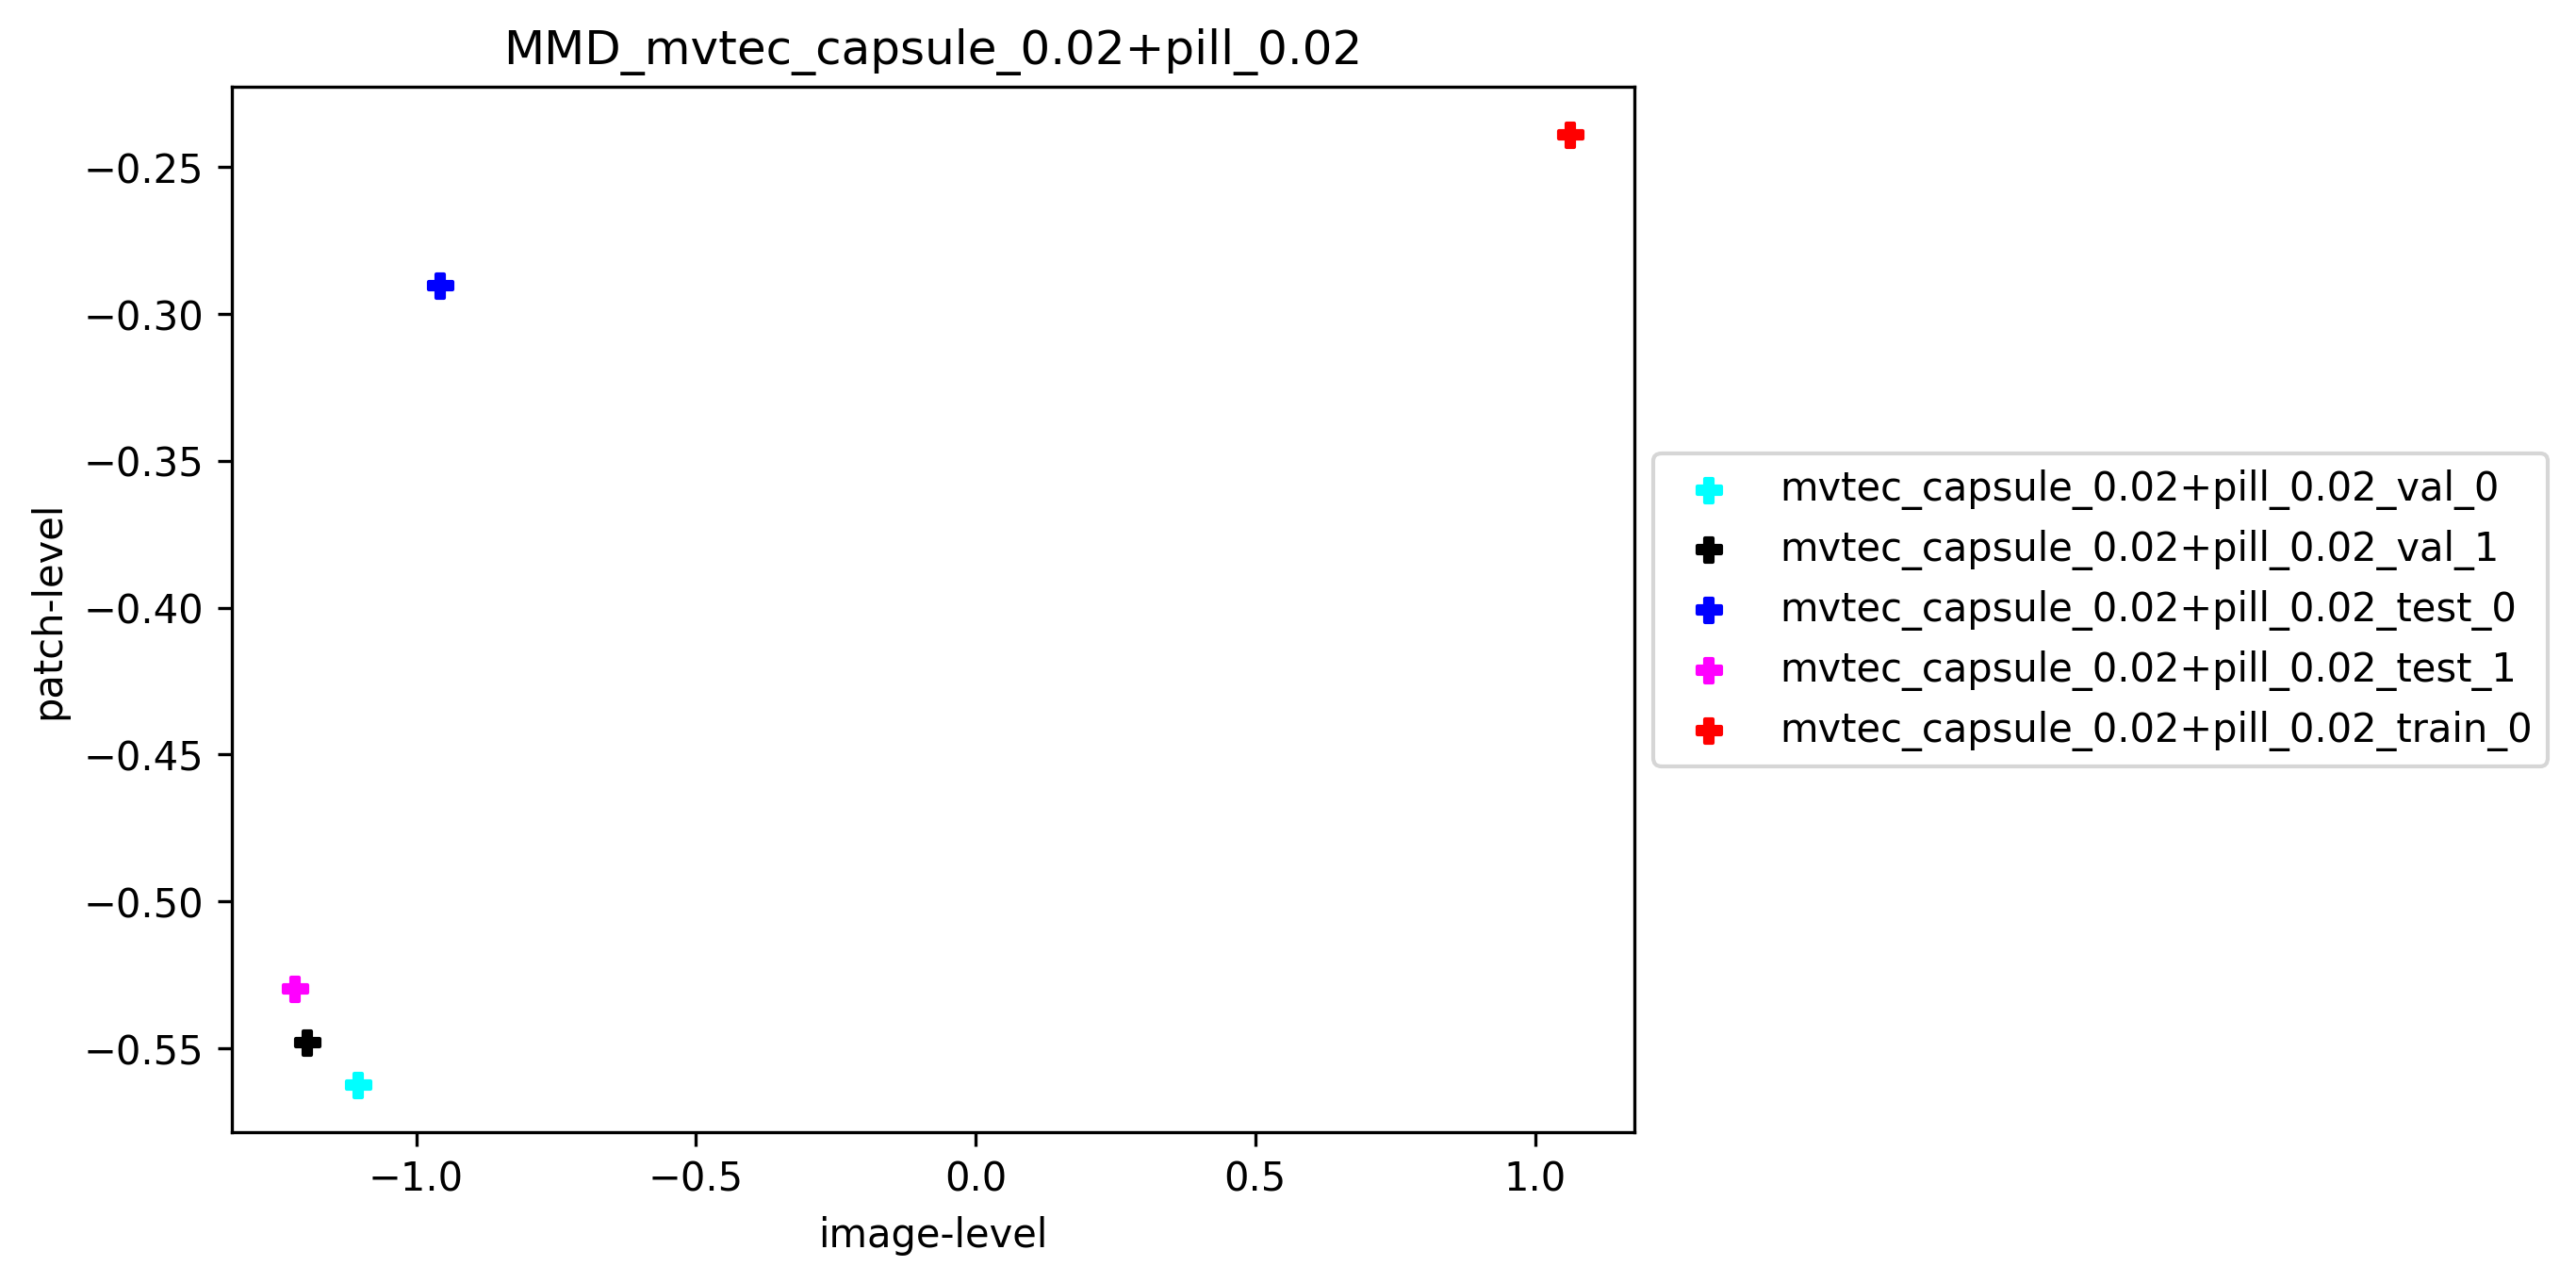 MMD_mvtec_capsule_0.02+pill_0.02
−0.25
−0.30
−0.35
−0.40
−0.45
−0.50
−0.55
patch-level
−1.0
−0.5
0.0
0.5
1.0
image-level
mvtec_capsule_0.02+pill_0.02_val_0
mvtec_capsule_0.02+pill_0.02_val_1
mvtec_capsule_0.02+pill_0.02_test_0
mvtec_capsule_0.02+pill_0.02_test_1
mvtec_capsule_0.02+pill_0.02_train_0